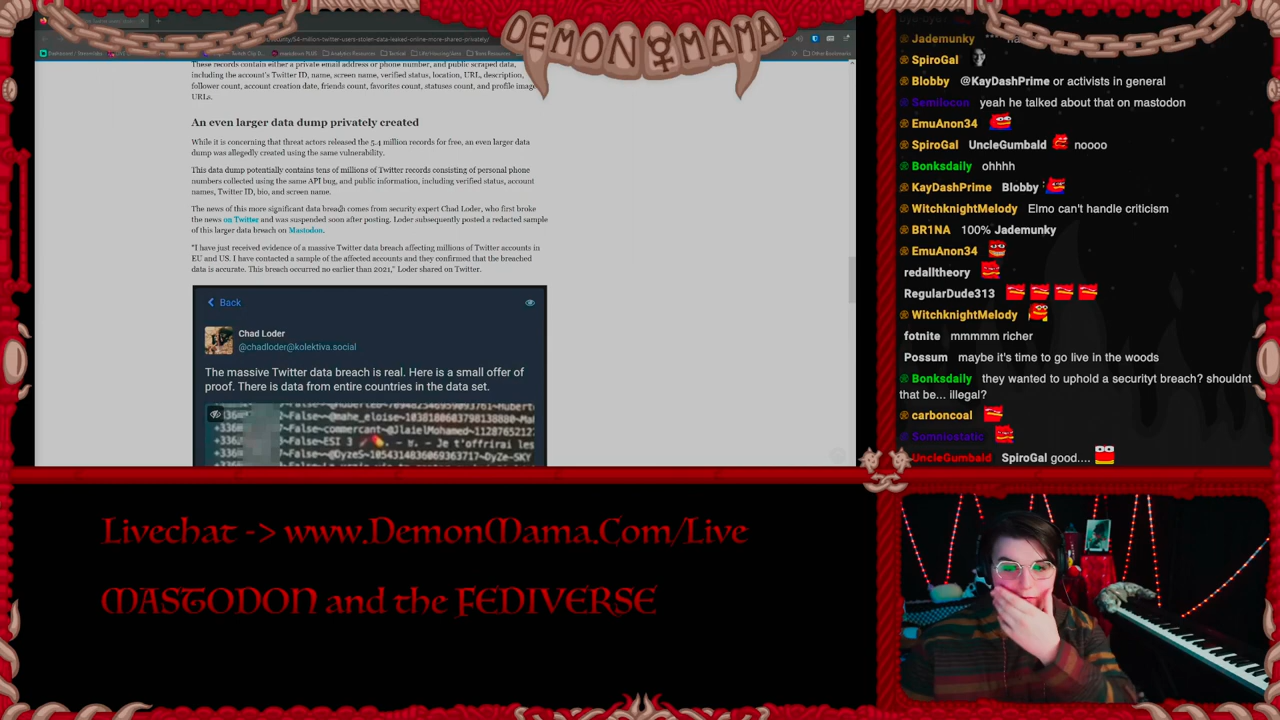 DEMON MAMA
These records contain either a private email address or phone number, and public scraped data,
including the account's Twitter ID, name, screen name, verified status, location, URL, description,
follower count, account creation date, friends count, favorites count, statuses count, and profile image
URLs.
An even larger data dump privately created
While it is concerning that threat actors released the 5.4 million records for free, an even larger data
dump was allegedly created using the same vulnerability.
This data dump potentially contains tens of millions of Twitter records consisting of personal phone
numbers collected using the same API bug, and public information, including verified status, account
names, Twitter ID, bio, and screen name.
The news of this more significant data breach comes from security expert Chad Loder, who first broke
the news on Twitter and was suspended soon after posting. Loder subsequently posted a redacted sample
of this larger data breach on Mastodon.
"I have just received evidence of a massive Twitter data breach affecting millions of Twitter accounts in
EU and US. I have contacted a sample of the affected accounts and they confirmed that the breached
data is accurate. This breach occurred no earlier than 2021," Loder shared on Twitter.
Back
Chad Loder
@chadloder@kolektiva.social
The massive Twitter data breach is real. Here is a small offer of
proof. There is data from entire countries in the data set.
Jademunky
SpiroGal
Blobby @KayDashPrime or activists in general
Semilocon yeah he talked about that on mastodon
EmuAnon34
SpiroGal UncleGumbald noooo
Bonksdaily ohhhh
KayDashPrime Blobby
WitchknightMelody Elmo can't handle criticism
BR1NA 100% Jademunky
EmuAnon34
redalltheory
RegularDude313
WitchknightMelody
fotnite mmmmm richer
Possum maybe it's time to go live in the woods
Bonksdaily they wanted to uphold a securityt breach? shouldnt
that be... illegal?
carboncoal
Somniostatic
UncleGumbald SpiroGal good....
Livechat -> www.DemonMama.Com/Live
MASTODON and the FEDIVERSE